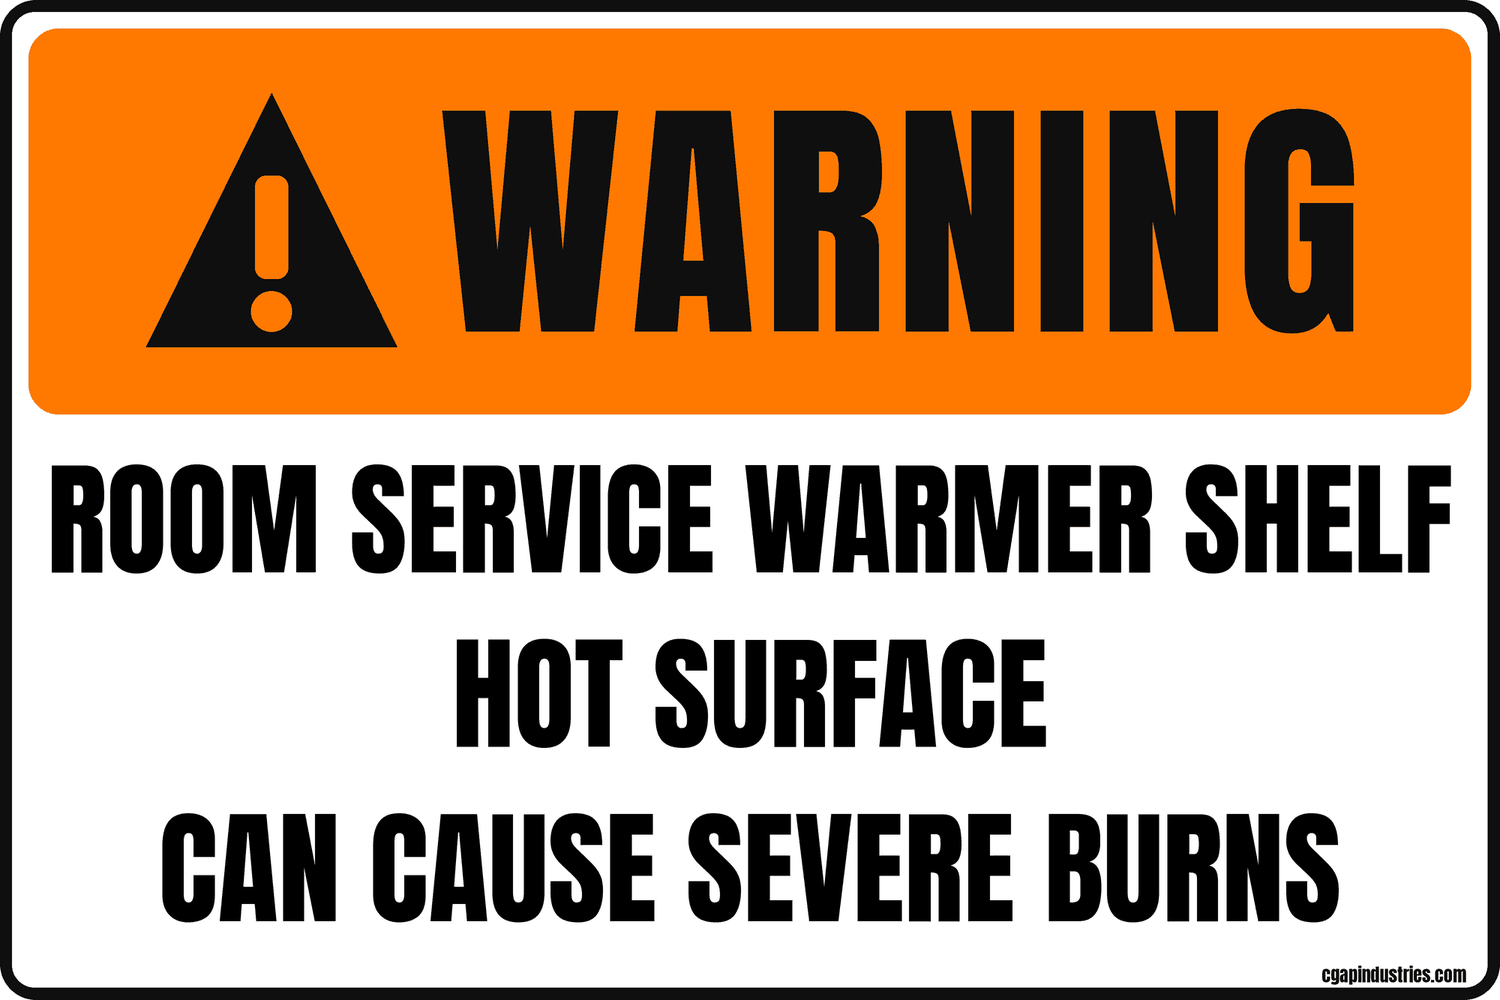 WARNING
ROOM SERVICE WARMER SHELF
HOT SURFACE
CAN CAUSE SEVERE BURNS
cgapindustries.com